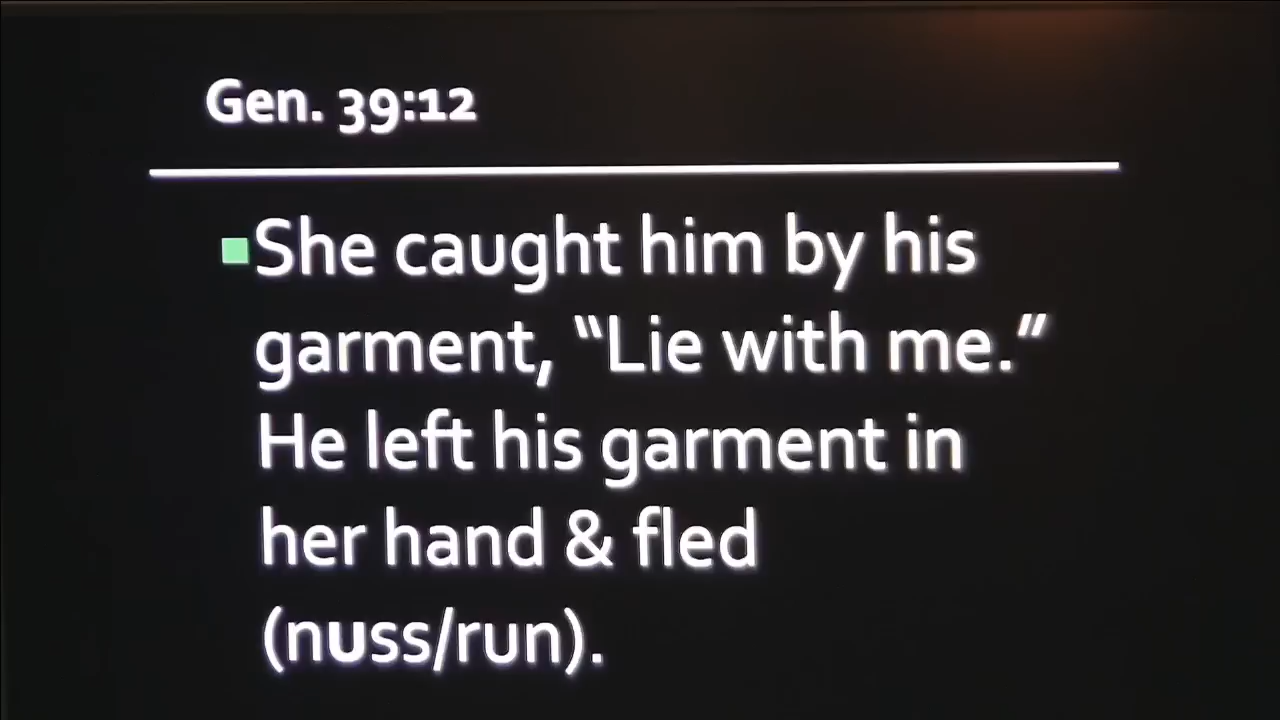 Gen. 39:12
She caught him by his
garment, “Lie with me.”
He left his garment in
her hand & fled
(nuss/run).